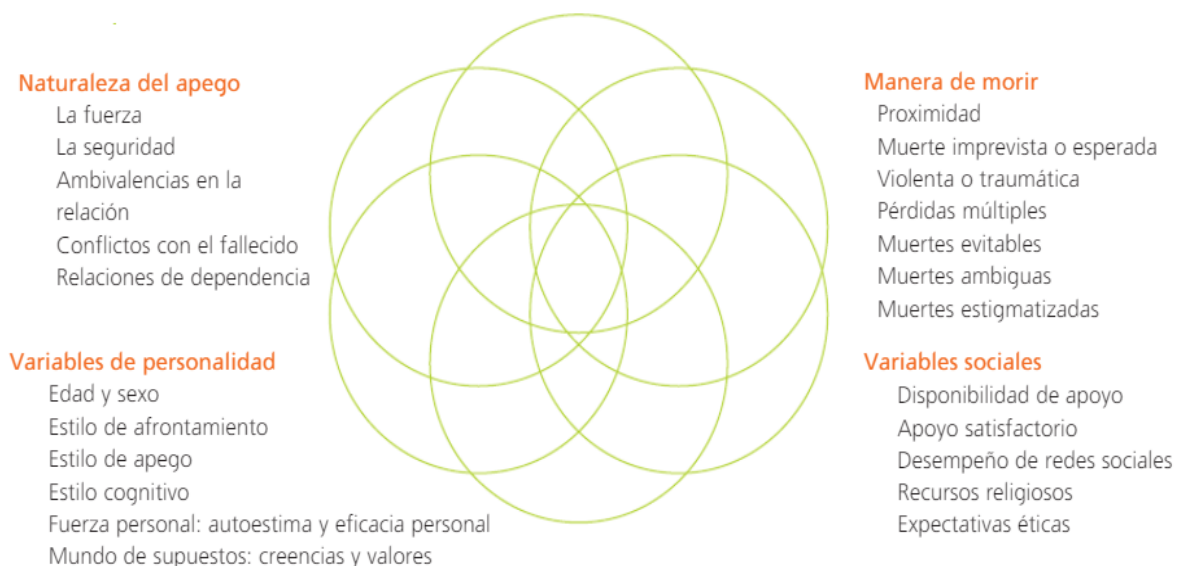 Naturaleza del apego
La fuerza
La seguridad
Ambivalencias en la
relación
Conflictos con el fallecido
Relaciones de dependencia
Manera de morir
Proximidad
Muerte imprevista o esperada
Violenta o traumática
Pérdidas múltiples
Muertes evitables
Muertes ambiguas
Muertes estigmatizadas
Variables de personalidad
Edad y sexo
Estilo de afrontamiento
Estilo de apego
Estilo cognitivo
Fuerza personal: autoestima y eficacia personal
Mundo de supuestos: creencias y valores
Variables sociales
Disponibilidad de apoyo
Apoyo satisfactorio
Desempeño de redes sociales
Recursos religiosos
Expectativas éticas